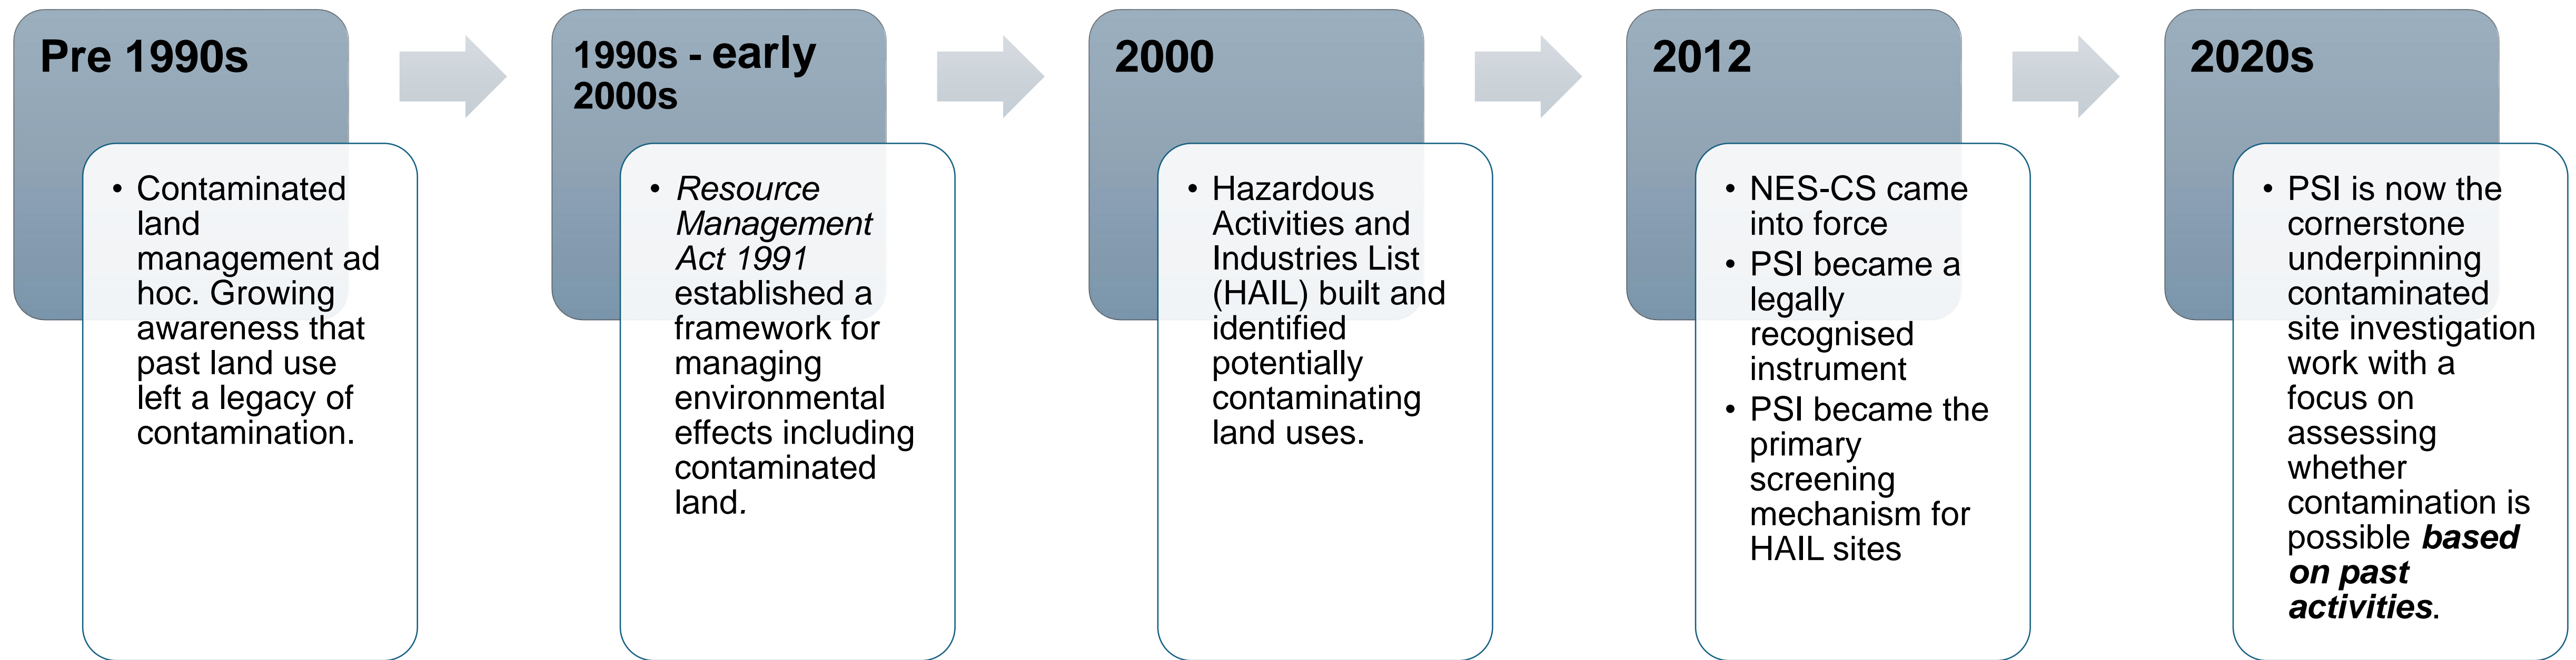 Pre 1990s
• Contaminated
land
management ad
hoc. Growing
awareness that
past land use
left a legacy of
contamination.
1990s - early
2000s
• Resource
Management
Act 1991
established a
framework for
managing
environmental
effects including
contaminated
land.
2000
• Hazardous
Activities and
Industries List
(HAIL) built and
identified
potentially
contaminating
land uses.
2012
• NES-CS came
into force
• PSI became a
legally
recognised
instrument
• PSI became the
primary
screening
mechanism for
HAIL sites
2020s
• PSI is now the
cornerstone
underpinning
contaminated
site investigation
work with a
focus on
assessing
whether
contamination is
possible based
on past
activities.